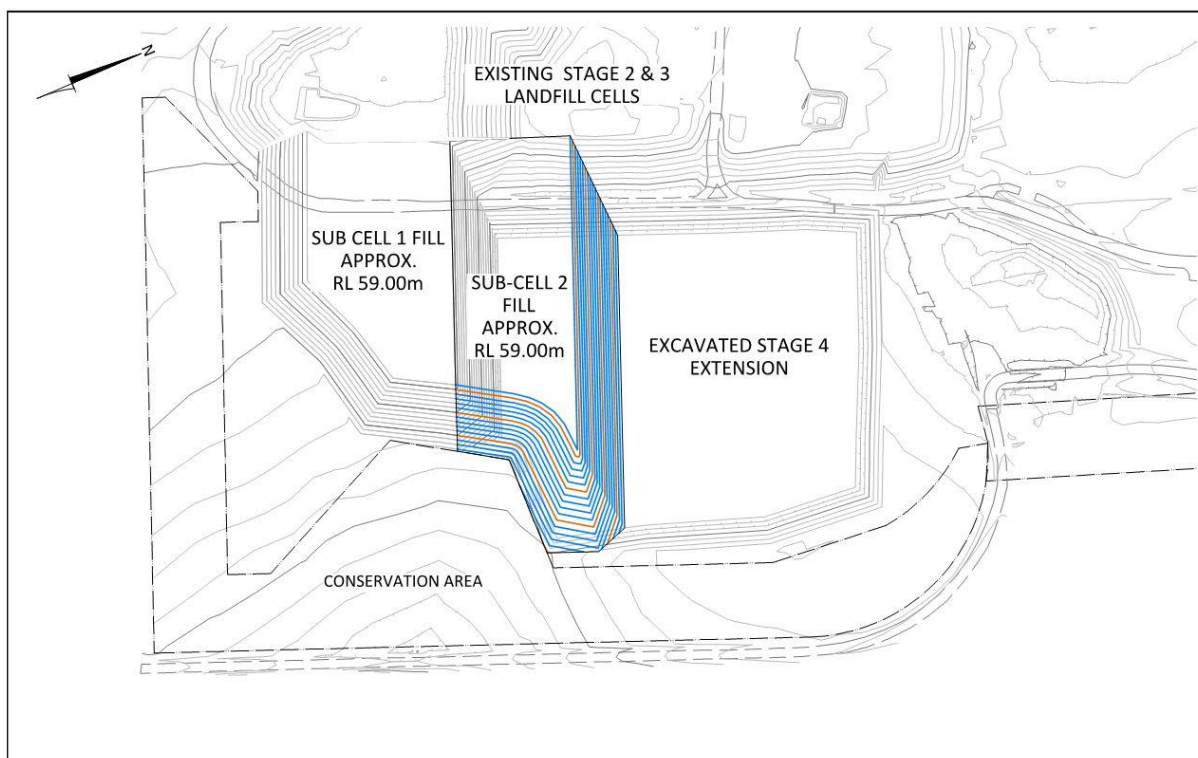 N
EXISTING STAGE 2 & 3
LANDFILL CELLS
SUB CELL 1 FILL
APPROX.
RL 59.00m
SUB-CELL 2
FILL
APPROX.
RL 59.00m
EXCAVATED STAGE 4
EXTENSION
CONSERVATION AREA